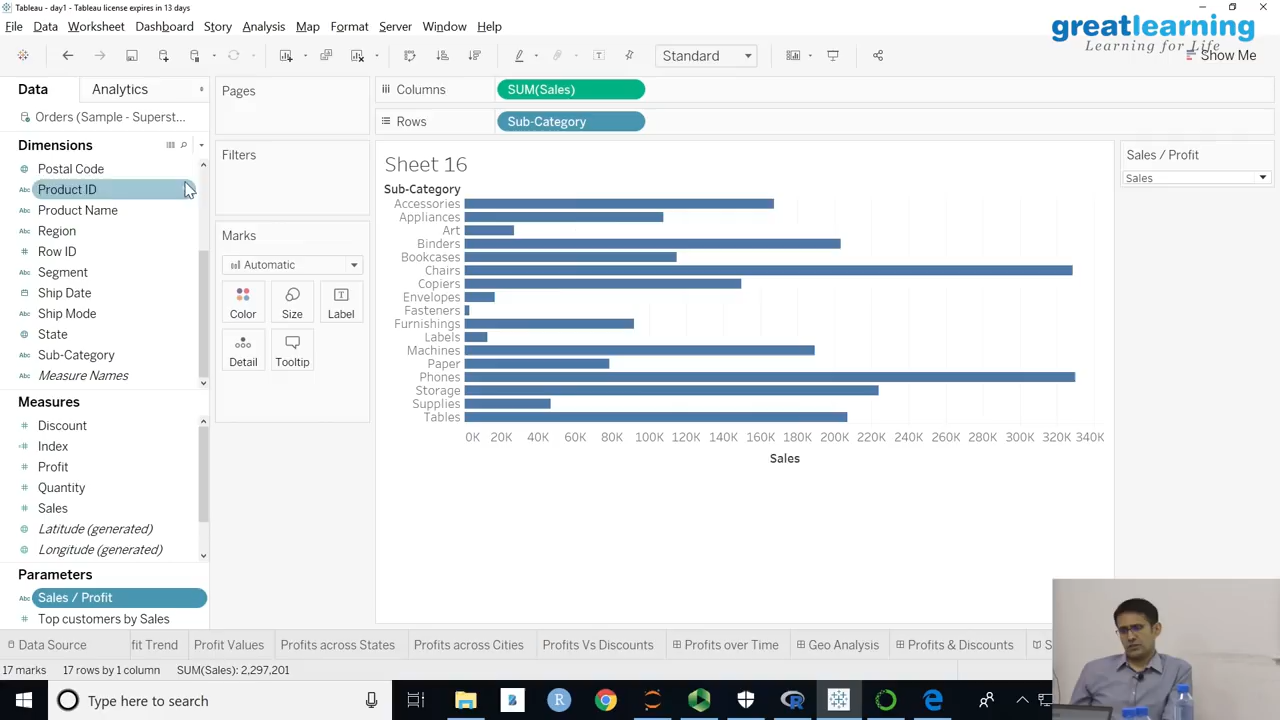 Tableau - day1 - Tableau license expires in 13 days
File Data Worksheet Dashboard Story Analysis Map Format Server Window Help
greatlearning
Learning for Life
Standard
Show Me
Data Analytics
Pages
Columns SUM(Sales)
Orders (Sample - Superst...
Rows Sub-Category
Dimensions
Filters
Sales / Profit
Sales
Postal Code
Product ID
Product Name
Region
Row ID
Segment
Ship Date
Ship Mode
State
Sub-Category
Measure Names
Marks
Automatic
Color Size Label
Detail Tooltip
Sheet 16
Sub-Category
Accessories
Appliances
Art
Binders
Bookcases
Chairs
Copiers
Envelopes
Fasteners
Furnishings
Labels
Machines
Paper
Phones
Storage
Supplies
Tables
0K 20K 40K 60K 80K 100K 120K 140K 160K 180K 200K 220K 240K 260K 280K 300K 320K 340K
Sales
Measures
Discount
Index
Profit
Quantity
Sales
Latitude (generated)
Longitude (generated)
Parameters
Abc Sales / Profit
Top customers by Sales
Data Source fit Trend Profit Values Profits across States Profits across Cities Profits Vs Discounts Profits over Time Geo Analysis Profits & Discounts S
17 marks 17 rows by 1 column SUM(Sales): 2,297,201
Type here to search